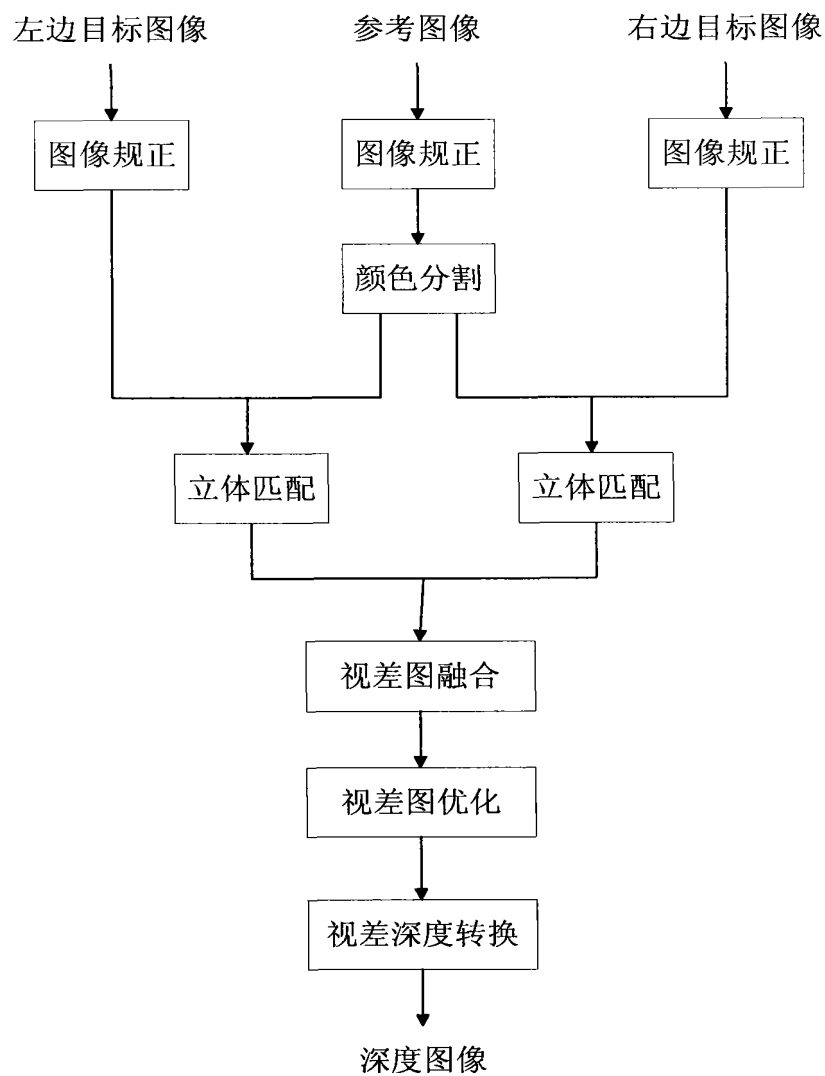 左边目标图像
参考图像
右边目标图像
图像规正
图像规正
图像规正
颜色分割
立体匹配
立体匹配
视差图融合
视差图优化
视差深度转换
深度图像